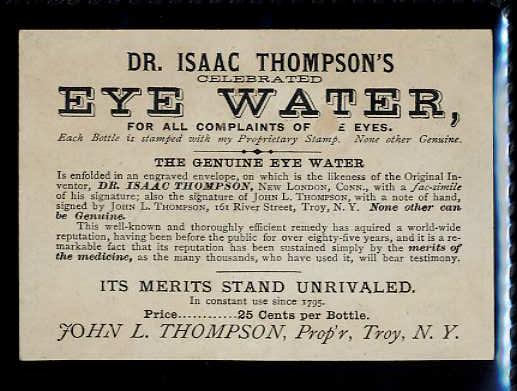 DR. ISAAC THOMPSON'S
CELEBRATED
EYE WATER,
FOR ALL COMPLAINTS OF E EYES.
Each Bottle is stamped with my Proprietary Stamp. None other Genuine.
THE GENUINE EYE WATER
Is enfolded in an engraved envelope, on which is the likeness of the Original In-
ventor, DR. ISAAC THOMPSON, NEW LONDON, CONN., with a fac-simile
of his signature; also the signature of JOHN L. THOMPSON, with a note of hand,
signed by JOHN L. THOMPSON, 161 River Street, Troy, N. Y. None other can
be Genuine.
This well-known and thoroughly efficient remedy has aquired a world-wide
reputation, having been before the public for over eighty-five years, and it is a re-
markable fact that its reputation has been sustained simply by the merits of
the medicine, as the many thousands, who have used it, will bear testimony.
ITS MERITS STAND UNRIVALED.
In constant use since 1795.
Price............25 Cents per Bottle.
JOHN L. THOMPSON, Prop'r, Troy, N. Y.